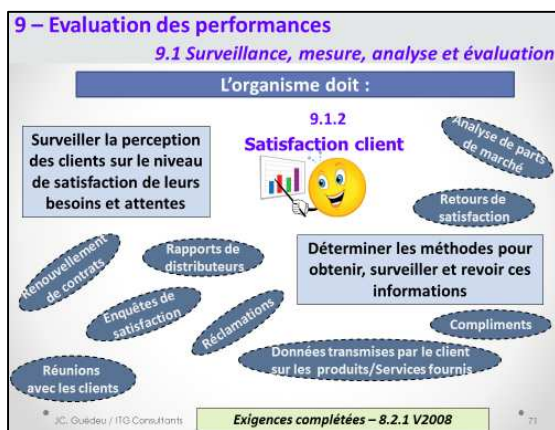 9 – Evaluation des performances
9.1 Surveillance, mesure, analyse et évaluation
L'organisme doit :
9.1.2
Satisfaction client
Surveiller la perception
des clients sur le niveau
de satisfaction de leurs
besoins et attentes
Analyse de parts
de marché
Retours de
satisfaction
Renouvellement
de contrats
Rapports de
distributeurs
Déterminer les méthodes pour
obtenir, surveiller et revoir ces
informations
Enquêtes de
satisfaction
Réclamations
Compliments
Réunions
avec les clients
Données transmises par le client
sur les produits/Services fournis
JC. Guédeu / ITG Consultants
Exigences complétées – 8.2.1 V2008
71